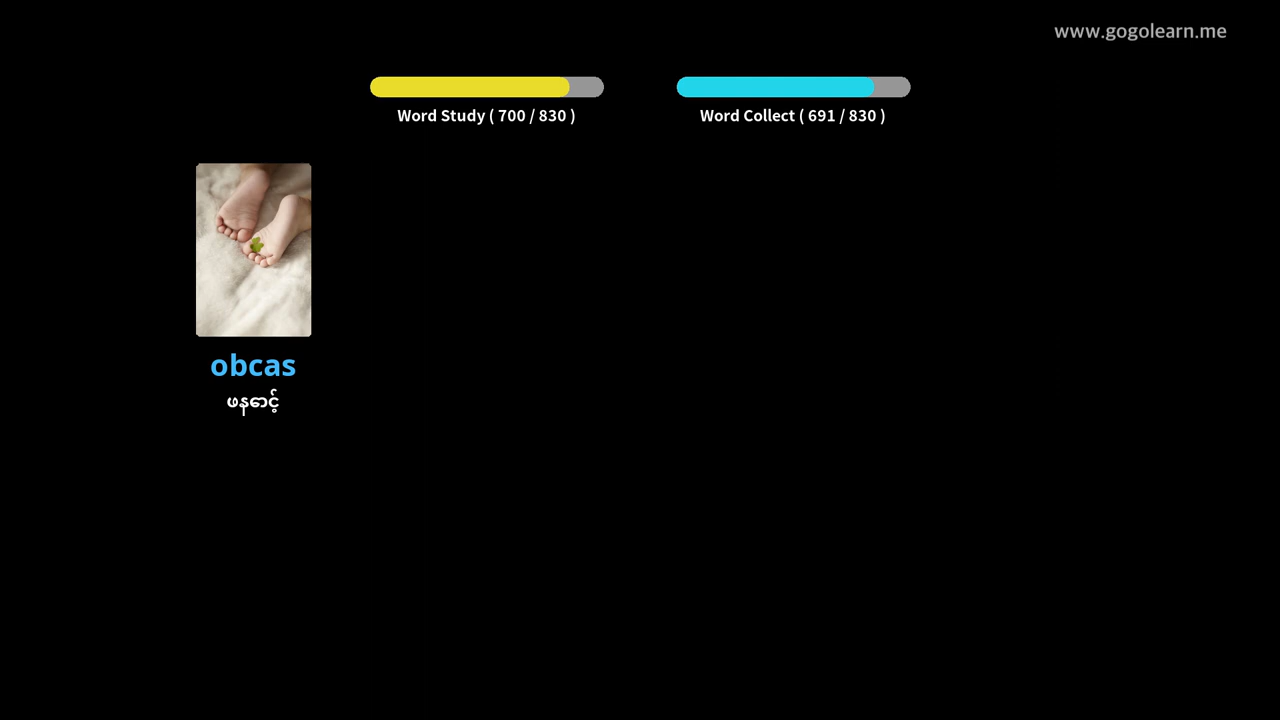 www.gogolearn.me
Word Study ( 700 / 830 )
Word Collect ( 691 / 830 )
obcas
ဖနောင့်